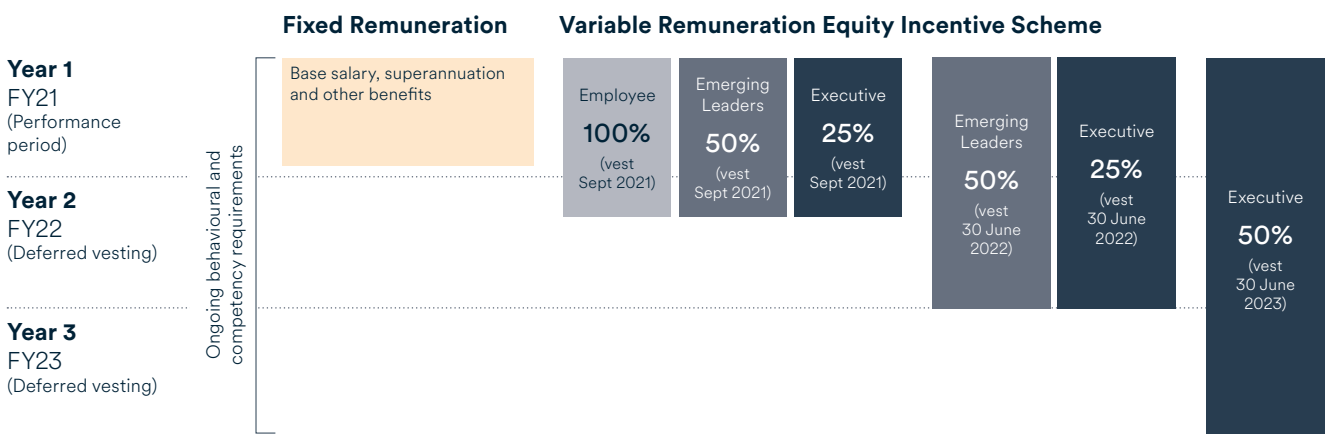 Fixed Remuneration
Variable Remuneration Equity Incentive Scheme
Year 1
FY21
(Performance
period)
Year 2
FY22
(Deferred vesting)
Year 3
FY23
(Deferred vesting)
Ongoing behavioural and
competency requirements
Base salary, superannuation
and other benefits
Employee
100%
(vest
Sept 2021)
Emerging
Leaders
50%
(vest
Sept 2021)
Executive
25%
(vest
Sept 2021)
Emerging
Leaders
50%
(vest
30 June
2022)
Executive
25%
(vest
30 June
2022)
Executive
50%
(vest
30 June
2023)